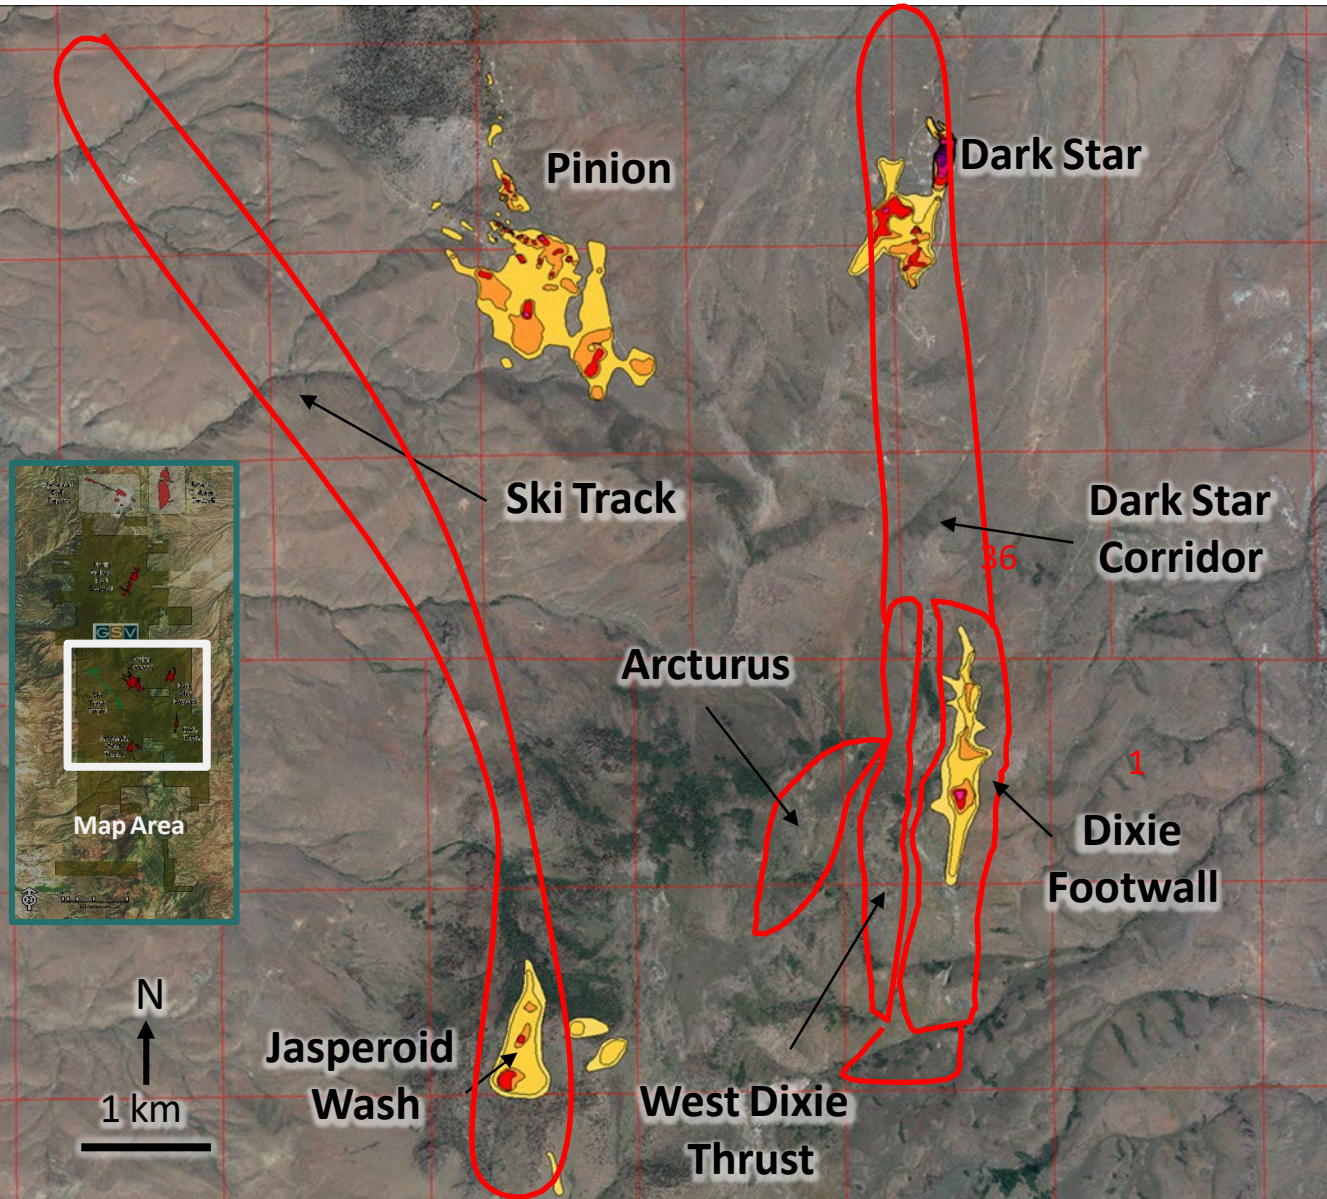 Pinion
Dark Star
Ski Track
Dark Star
Corridor
36
Arcturus
1
Dixie
Footwall
GSV
Map Area
N
1 km
Jasperoid
Wash
West Dixie
Thrust